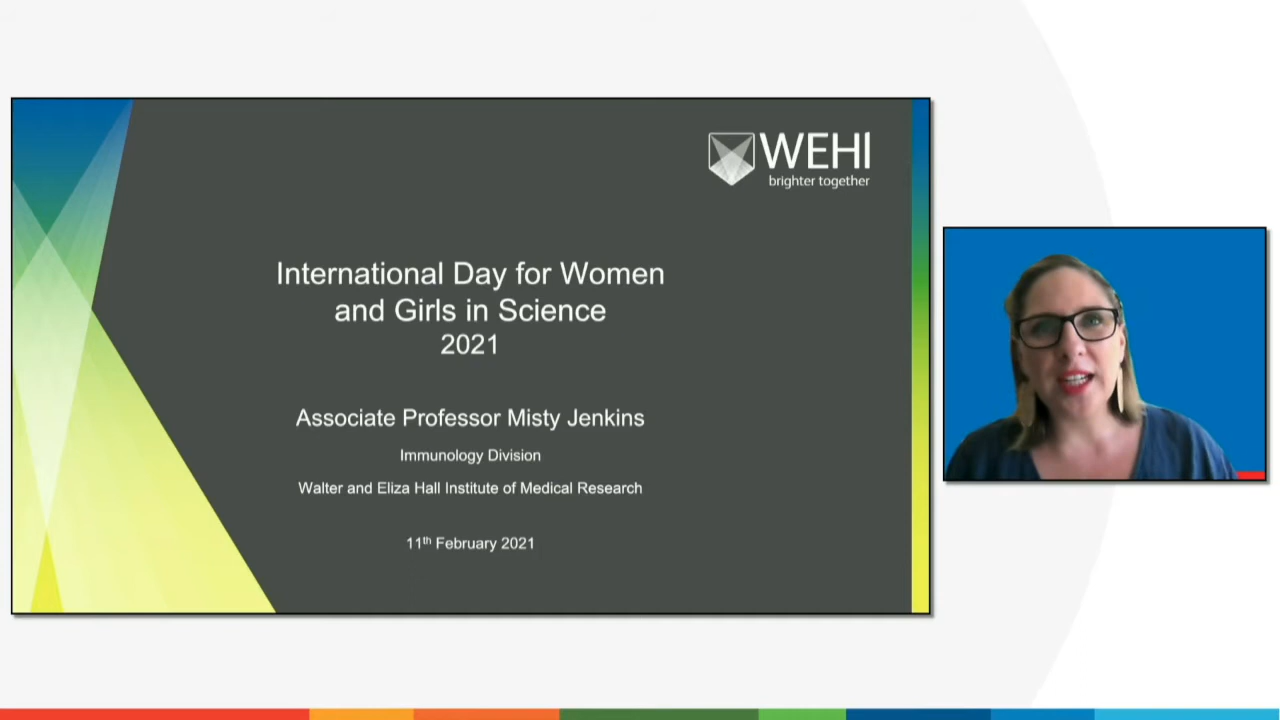 WEHI
brighter together
International Day for Women
and Girls in Science
2021
Associate Professor Misty Jenkins
Immunology Division
Walter and Eliza Hall Institute of Medical Research
11th February 2021